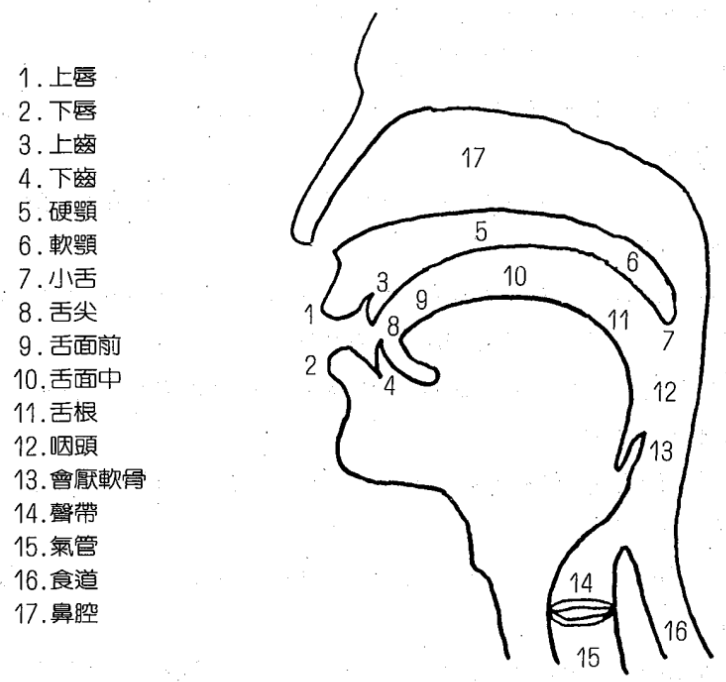 1.上唇
2.下唇
3.上齒
4.下齒
5.硬顎
6.軟顎
7.小舌
8.舌尖
9.舌面前
10.舌面中
11.舌根
12.咽頭
13.會厭軟骨
14.聲帶
15.氣管
16.食道
17.鼻腔
17
5
6
3
10
9
1
8
11
7
2
4
12
13
14
16
15